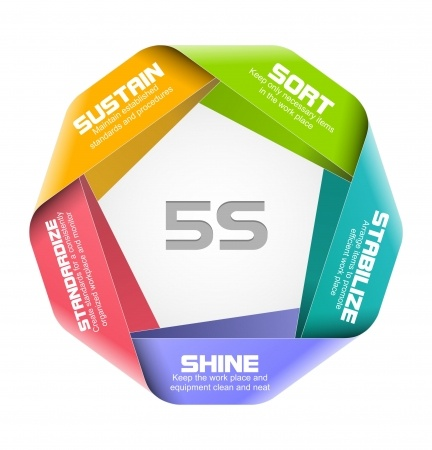 5S
SORT
Keep only necessary items
in the work place
STABILIZE
Arrange items to promote
efficient work place
SHINE
Keep the work place and
equipment clean and neat
STANDRADIZE
Create standards for a consistently
organized workplace and monitor
SUSTAIN
Maintain established
standards and procedures